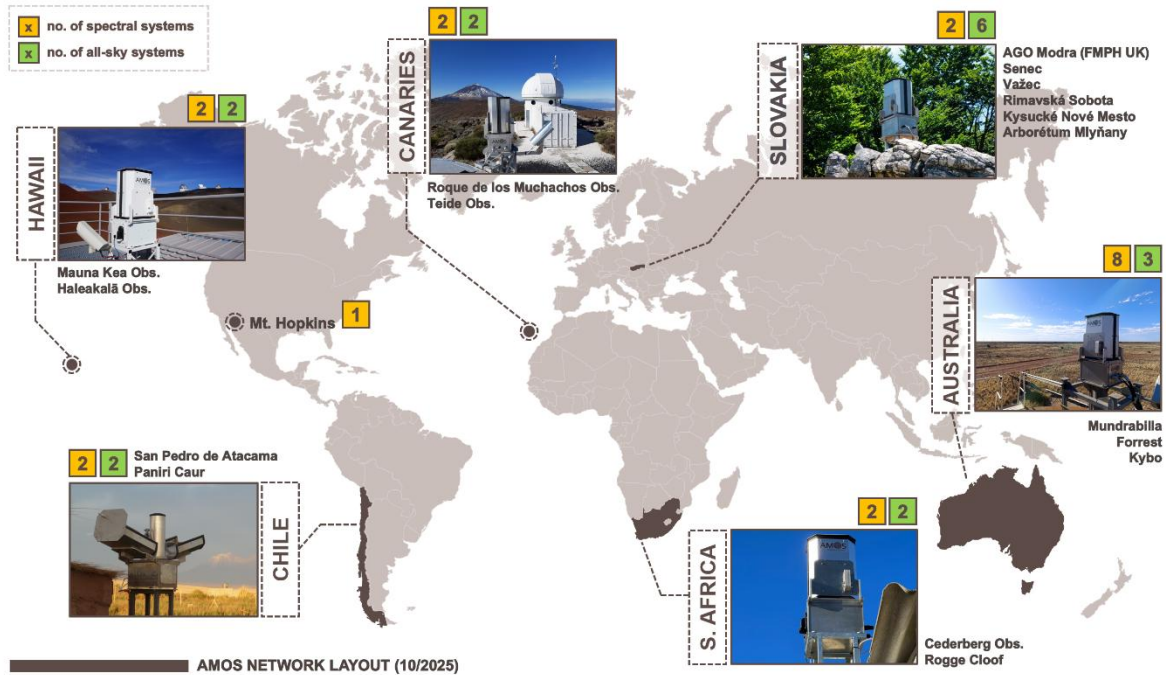 x no. of spectral systems
x no. of all-sky systems
2 2
HAWAII
AMOS
Mauna Kea Obs.
Haleakalā Obs.
2 2
CANARIES
Roque de los Muchachos Obs.
Teide Obs.
2 6
SLOVAKIA
AGO Modra (FMPH UK)
Senec
Važec
Rimavská Sobota
Kysucké Nové Mesto
Arborétum Mlyňany
Mt. Hopkins 1
8 3
AUSTRALIA
Mundrabilla
Forrest
Kybo
2 2
San Pedro de Atacama
Paniri Caur
CHILE
2 2
S. AFRICA
AMOS
Cederberg Obs.
Rogge Cloof
AMOS NETWORK LAYOUT (10/2025)